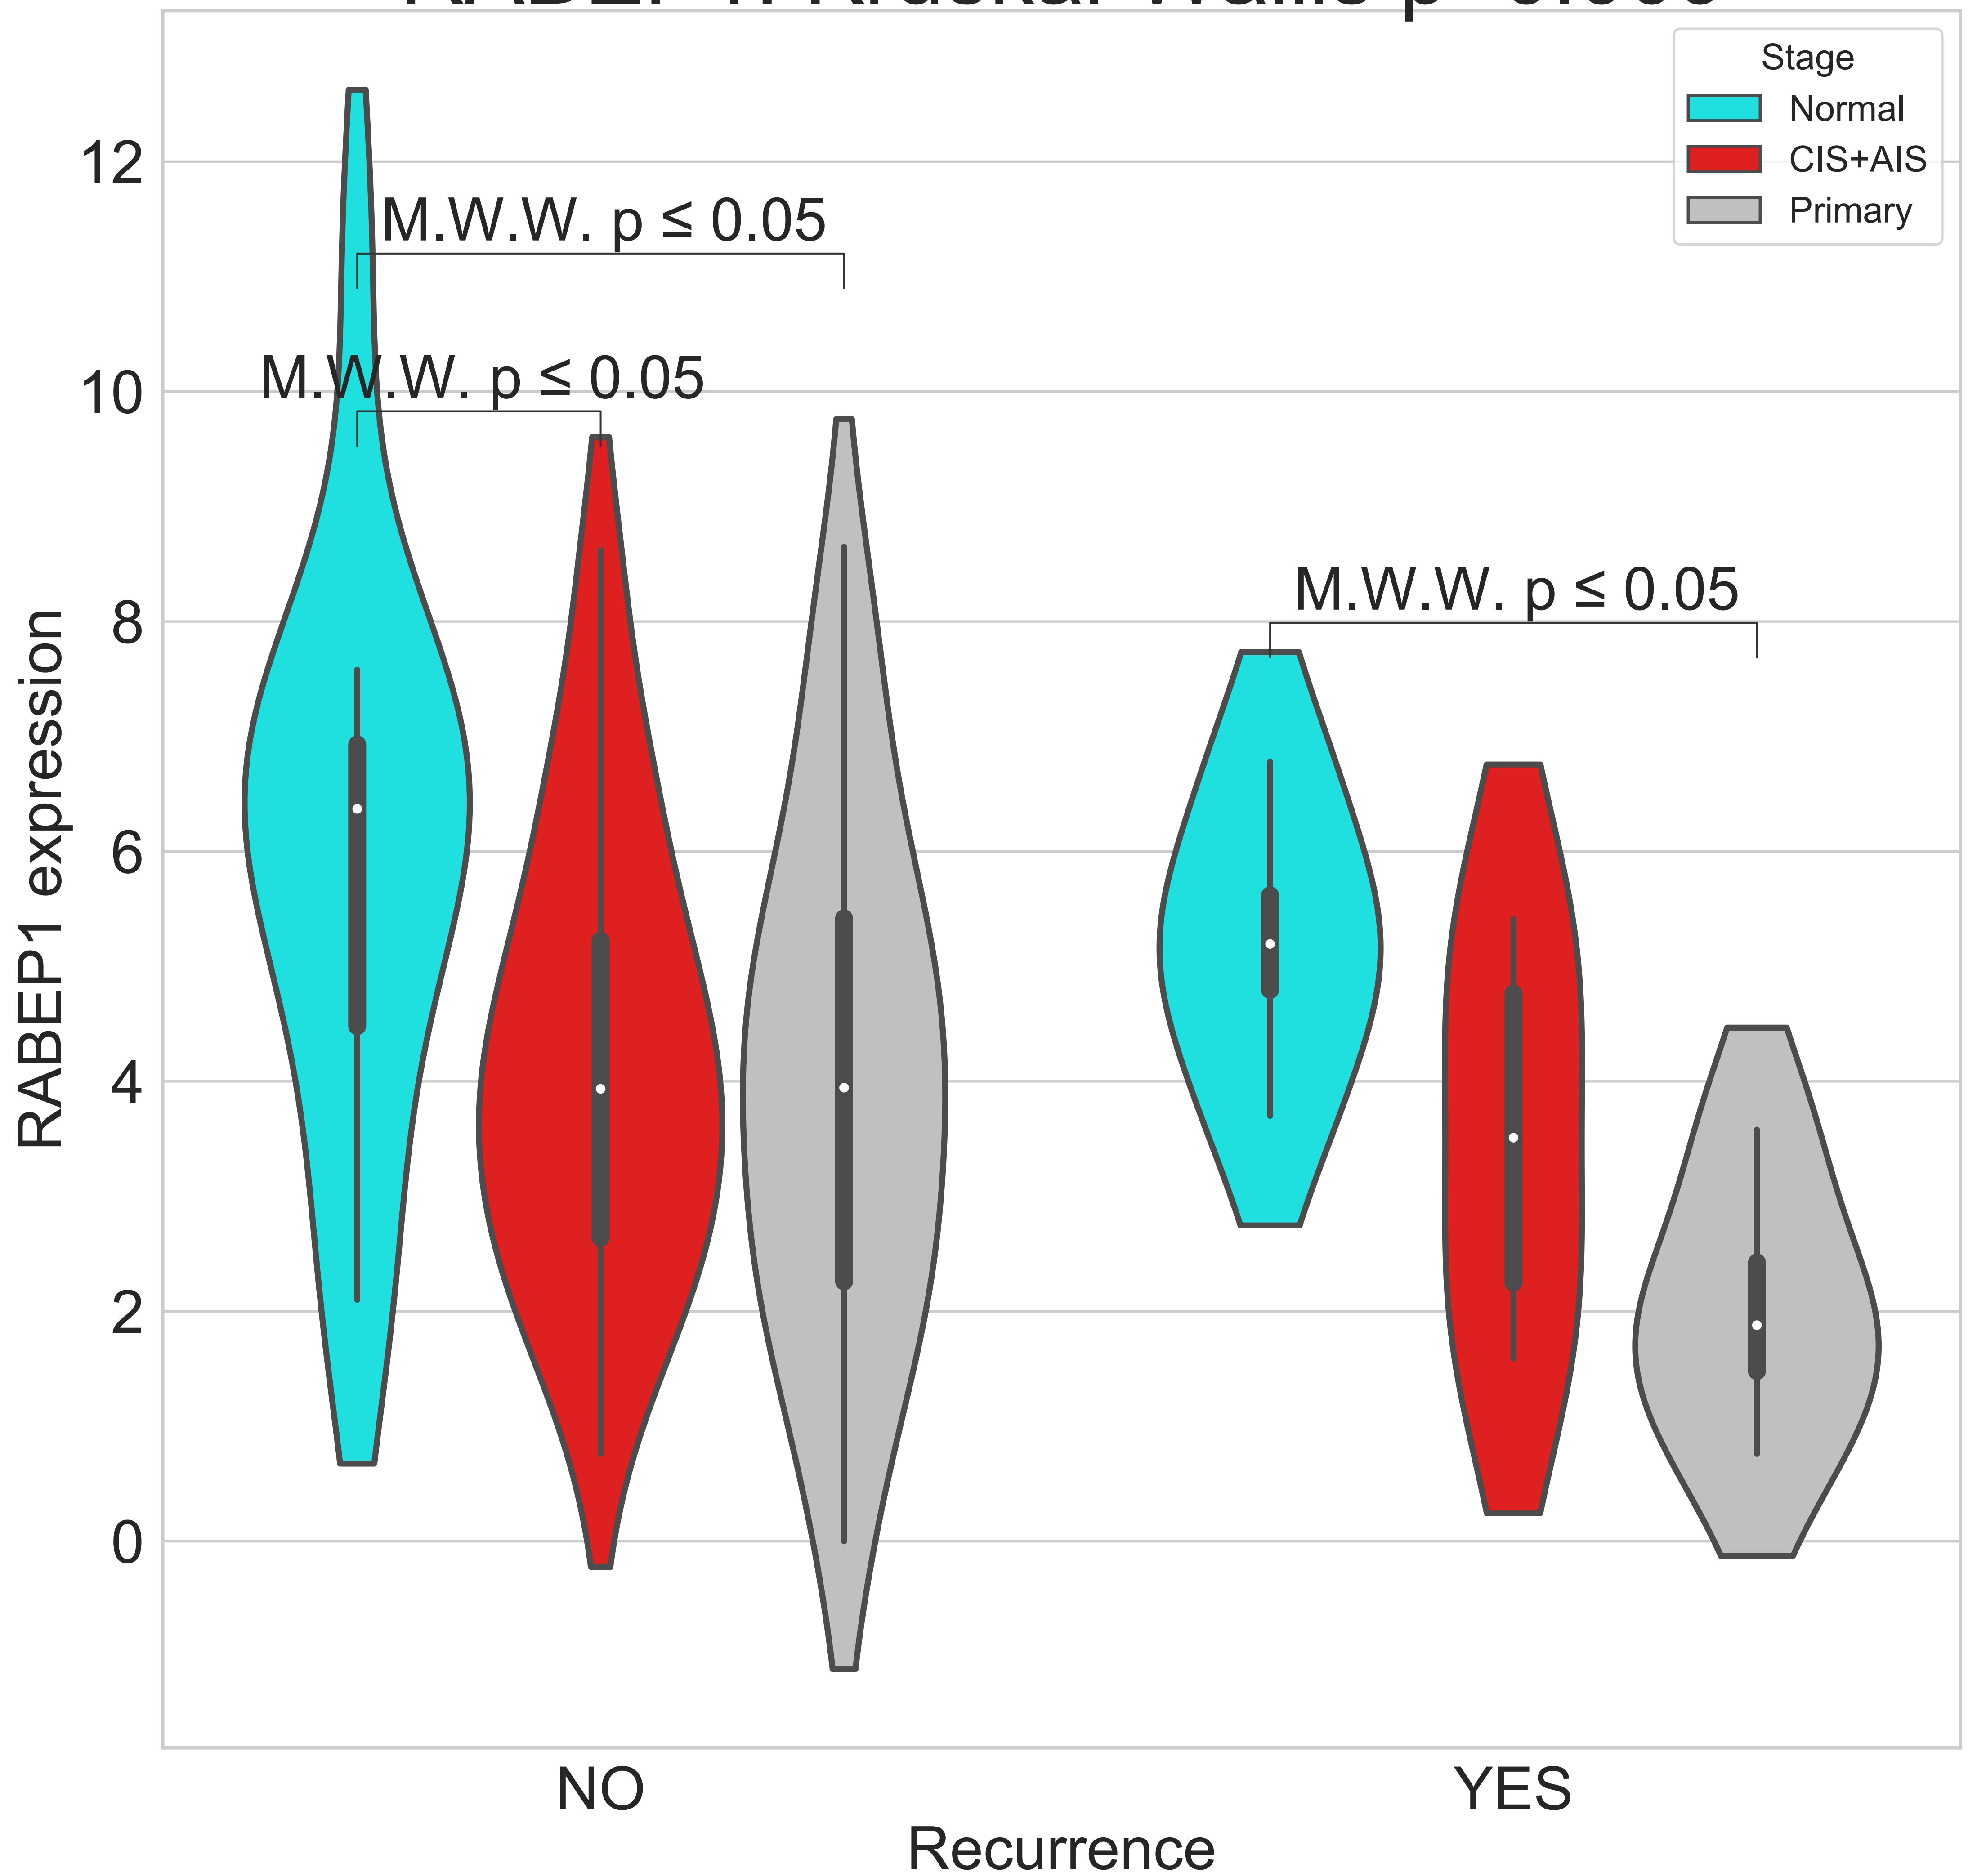 Stage
Normal
CIS+AIS
Primary
12
10
8
6
4
2
0
M.W.W. p ≤ 0.05
M.W.W. p ≤ 0.05
M.W.W. p ≤ 0.05
RABEP1 expression
NO
YES
Recurrence